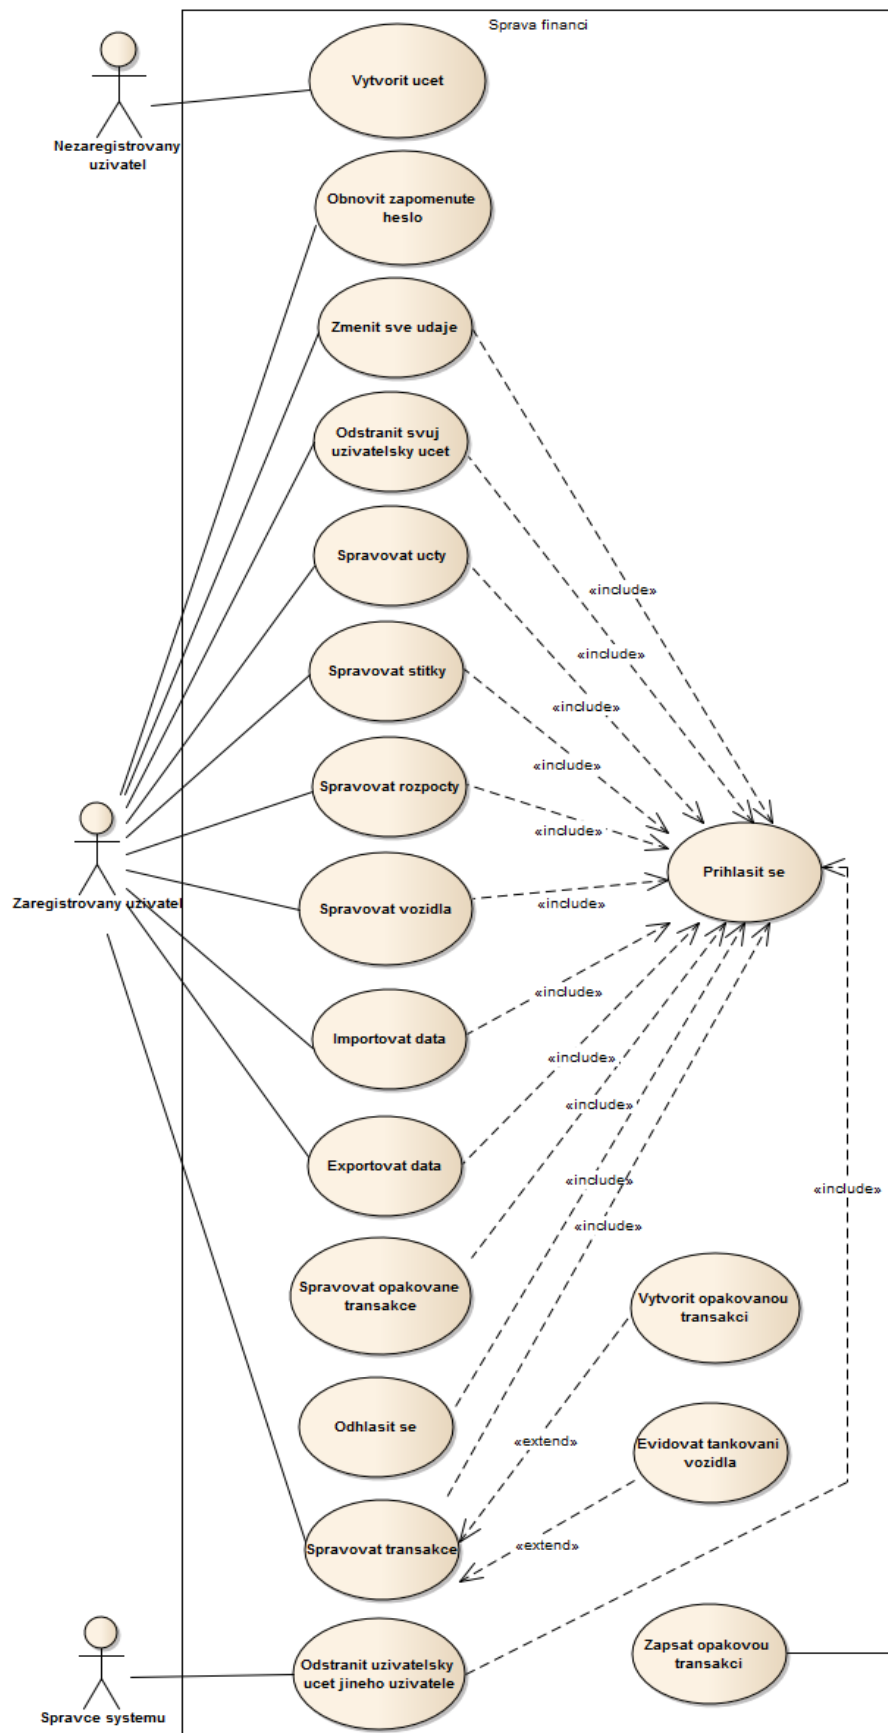 Sprava financi
Vytvorit ucet
Nezaregistrovany
uzivatel
Obnovit zapomenute
heslo
Zmenit sve udaje
Odstranit svuj
uzivatelsky ucet
Spravovat ucty
«include»
«include»
Spravovat stitky
«include»
«include»
Spravovat rozpocty
«include»
Prihlasit se
Zaregistrovany uzivatel
Spravovat vozidla
«include»
«include»
Importovat data
«include»
«include»
Exportovat data
«include»
«include»
«include»
Spravovat opakovane
transakce
Vytvorit opakovanou
transakci
Odhlasit se
«extend»
Evidovat tankovani
vozidla
Spravovat transakce
«extend»
Odstranit uzivatelsky
ucet jineho uzivatele
Zapsat opakovou
transakci
Spravce systemu